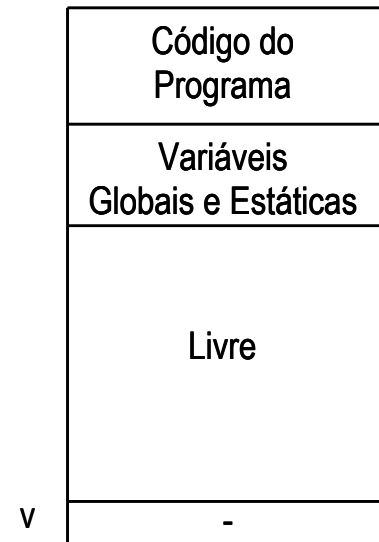 Código do
Programa
Variáveis
Globais e Estáticas
Livre
v -